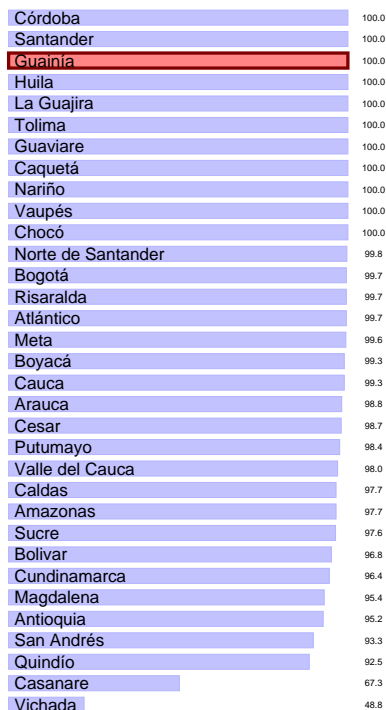 Córdoba 100.0
Santander 100.0
Guainía 100.0
Huila 100.0
La Guajira 100.0
Tolima 100.0
Guaviare 100.0
Caquetá 100.0
Nariño 100.0
Vaupés 100.0
Chocó 100.0
Norte de Santander 99.8
Bogotá 99.7
Risaralda 99.7
Atlántico 99.7
Meta 99.6
Boyacá 99.3
Cauca 99.3
Arauca 98.8
Cesar 98.7
Putumayo 98.4
Valle del Cauca 98.0
Caldas 97.7
Amazonas 97.7
Sucre 97.6
Bolivar 96.8
Cundinamarca 96.4
Magdalena 95.4
Antioquia 95.2
San Andrés 93.3
Quindío 92.5
Casanare 67.3
Vichada 48.8